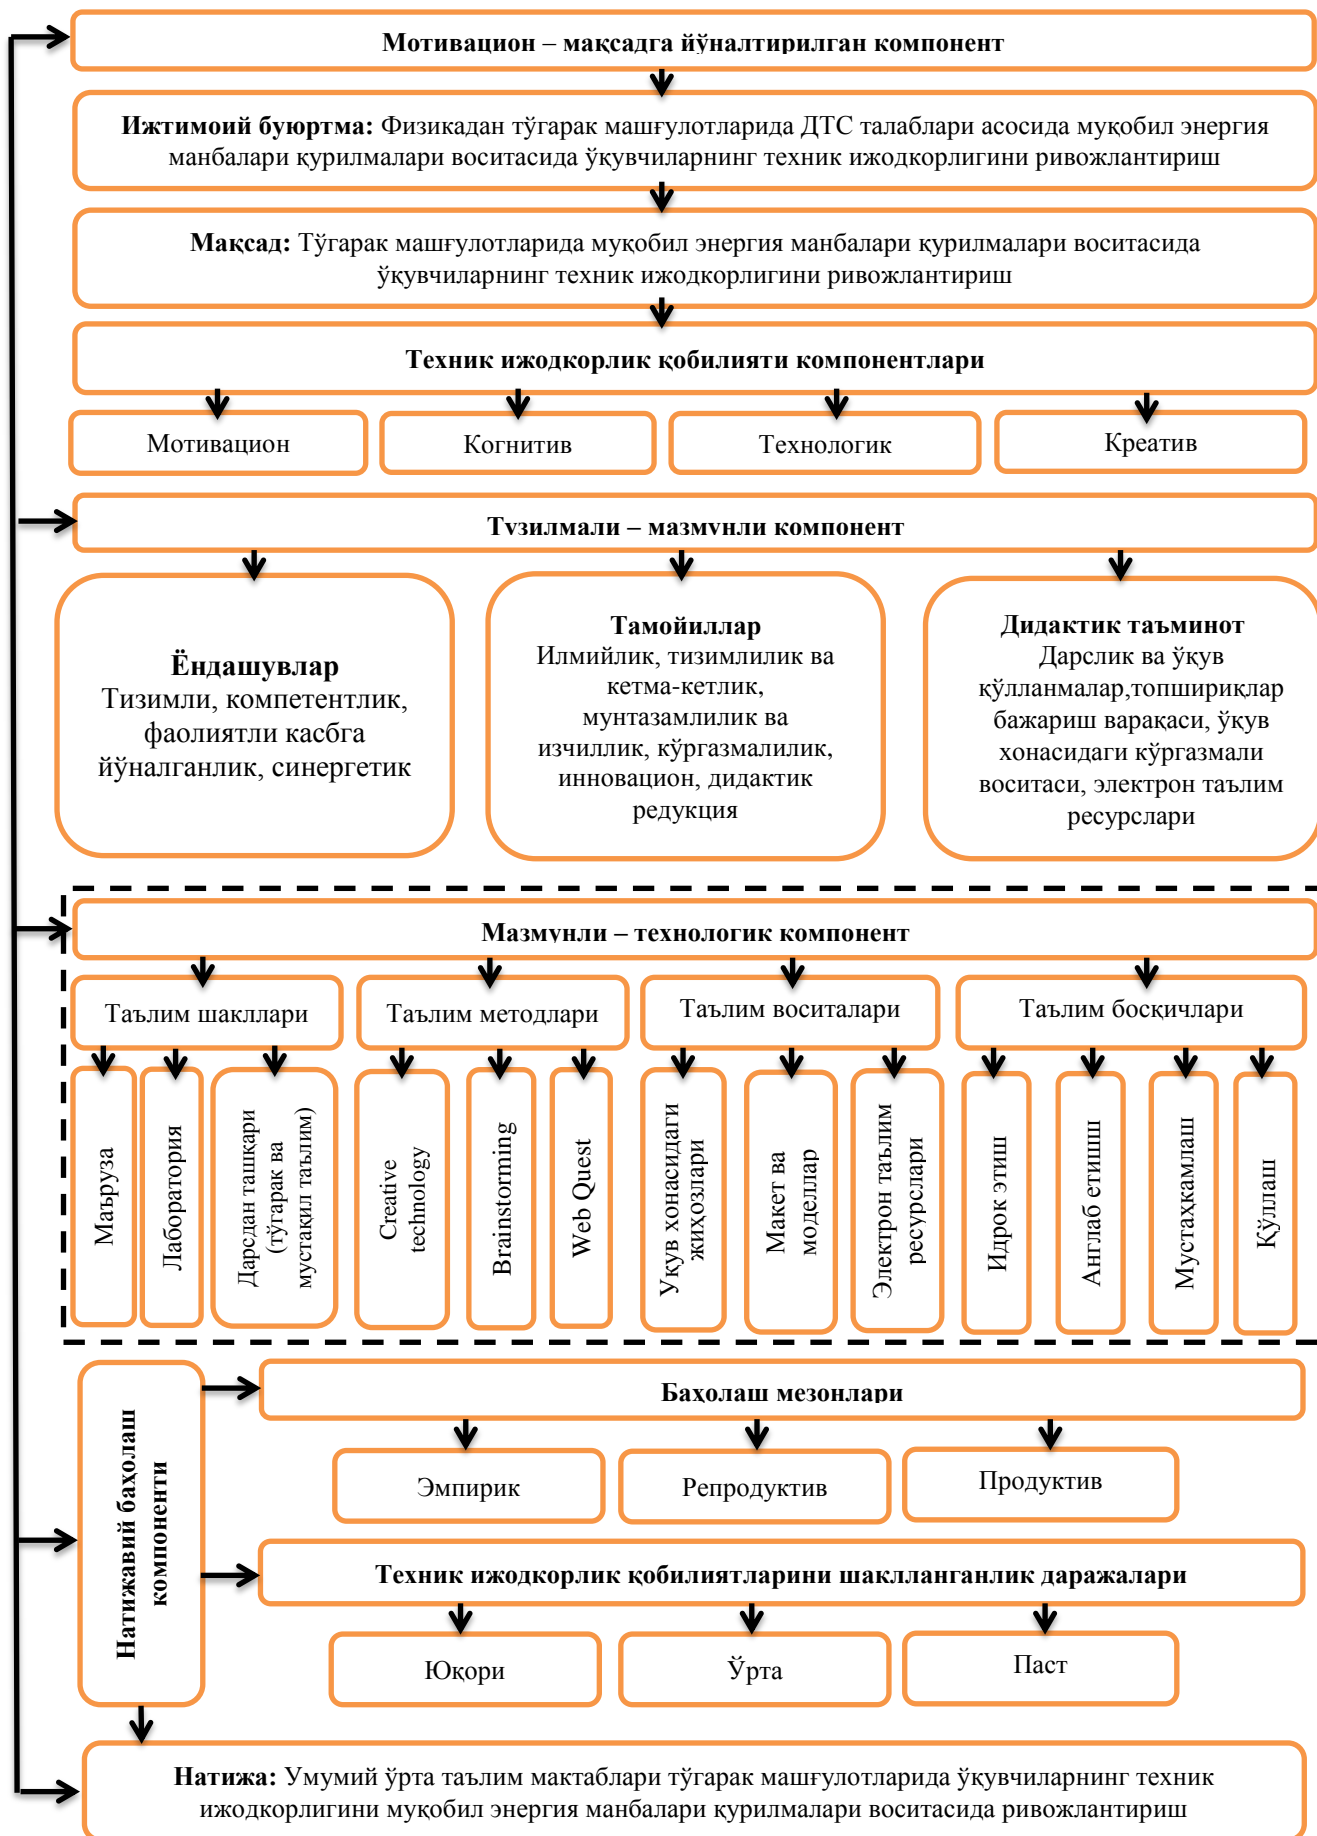 Мотивацион – мақсадга йўналтирилган компонент
Ижтимоий буюртма: Физикадан тўгарак машғулотларида ДТС талаблари асосида муқобил энергия
манбалари қурилмалари воситасида ўқувчиларнинг техник ижодкорлигини ривожлантириш
Мақсад: Тўгарак машғулотларида муқобил энергия манбалари қурилмалари воситасида
ўқувчиларнинг техник ижодкорлигини ривожлантириш
Техник ижодкорлик қобилияти компонентлари
Мотивацион
Когнитив
Технологик
Креатив
Тузилмали – мазмунли компонент
Ёндашувлар
Тизимли, компетентлик,
фаолиятли касбга
йўналганлик, синергетик
Тамойиллар
Илмийлик, тизимлилик ва
кетма-кетлик,
мунтазамлилик ва
изчиллик, кўргазмалилик,
инновацион, дидактик
редукция
Дидактик таъминот
Дарслик ва ўқув
қўлланмалар,топшириқлар
бажариш варақаси, ўқув
хонасидаги кўргазмали
воситаси, электрон таълим
ресурслари
Мазмунли – технологик компонент
Таълим шакллари
Таълим методлари
Таълим воситалари
Таълим босқичлари
Маъруза
Лаборатория
Дарсдан ташқари
(тўгарак ва
мустақил таълим)
Creative
technology
Brainstorming
Web Quest
Уқув хонасидаги
жиҳозлари
Макет ва
моделлар
Электрон таълим
ресурслари
Идрок этиш
Англаб етишш
Мустаҳкамлаш
Қўллаш
Натижавий баҳолаш
компоненти
Баҳолаш мезонлари
Эмпирик
Репродуктив
Продуктив
Техник ижодкорлик қобилиятларини шаклланганлик даражалари
Юқори
Ўрта
Паст
Натижа: Умумий ўрта таълим мактаблари тўгарак машғулотларида ўқувчиларнинг техник
ижодкорлигини муқобил энергия манбалари қурилмалари воситасида ривожлантириш